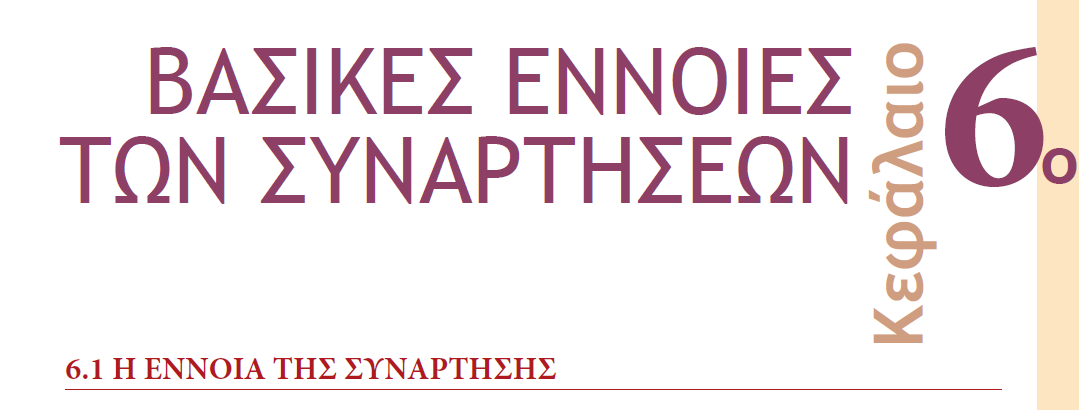 ΒΑΣΙΚΕΣ ΕΝΝΟΙΕΣ
ΤΩΝ ΣΥΝΑΡΤΗΣΕΩΝ
Κεφάλαιο
6ο
6.1 Η ΕΝΝΟΙΑ ΤΗΣ ΣΥΝΑΡΤΗΣΗΣ